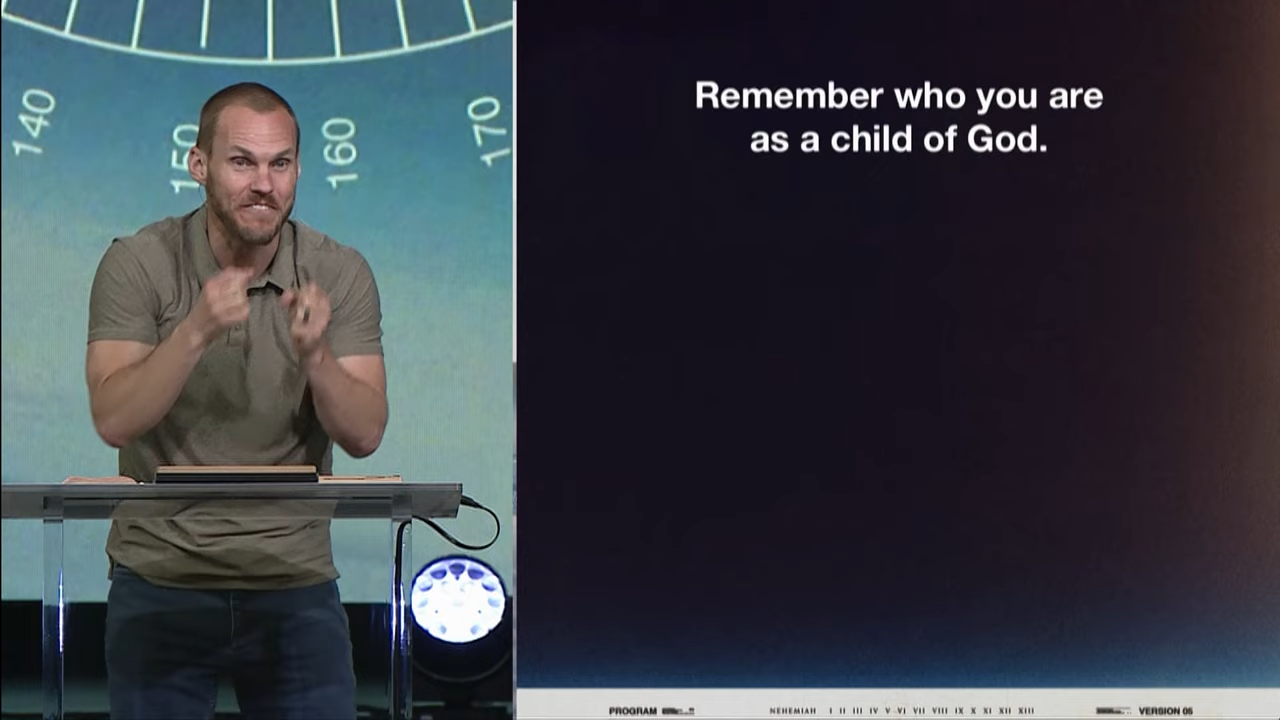 140
150
160
170
Remember who you are
as a child of God.
PROGRAM
NEHEMIAH I II III IV V VI VII VIII IX X XI XII XIII
VERSION 05